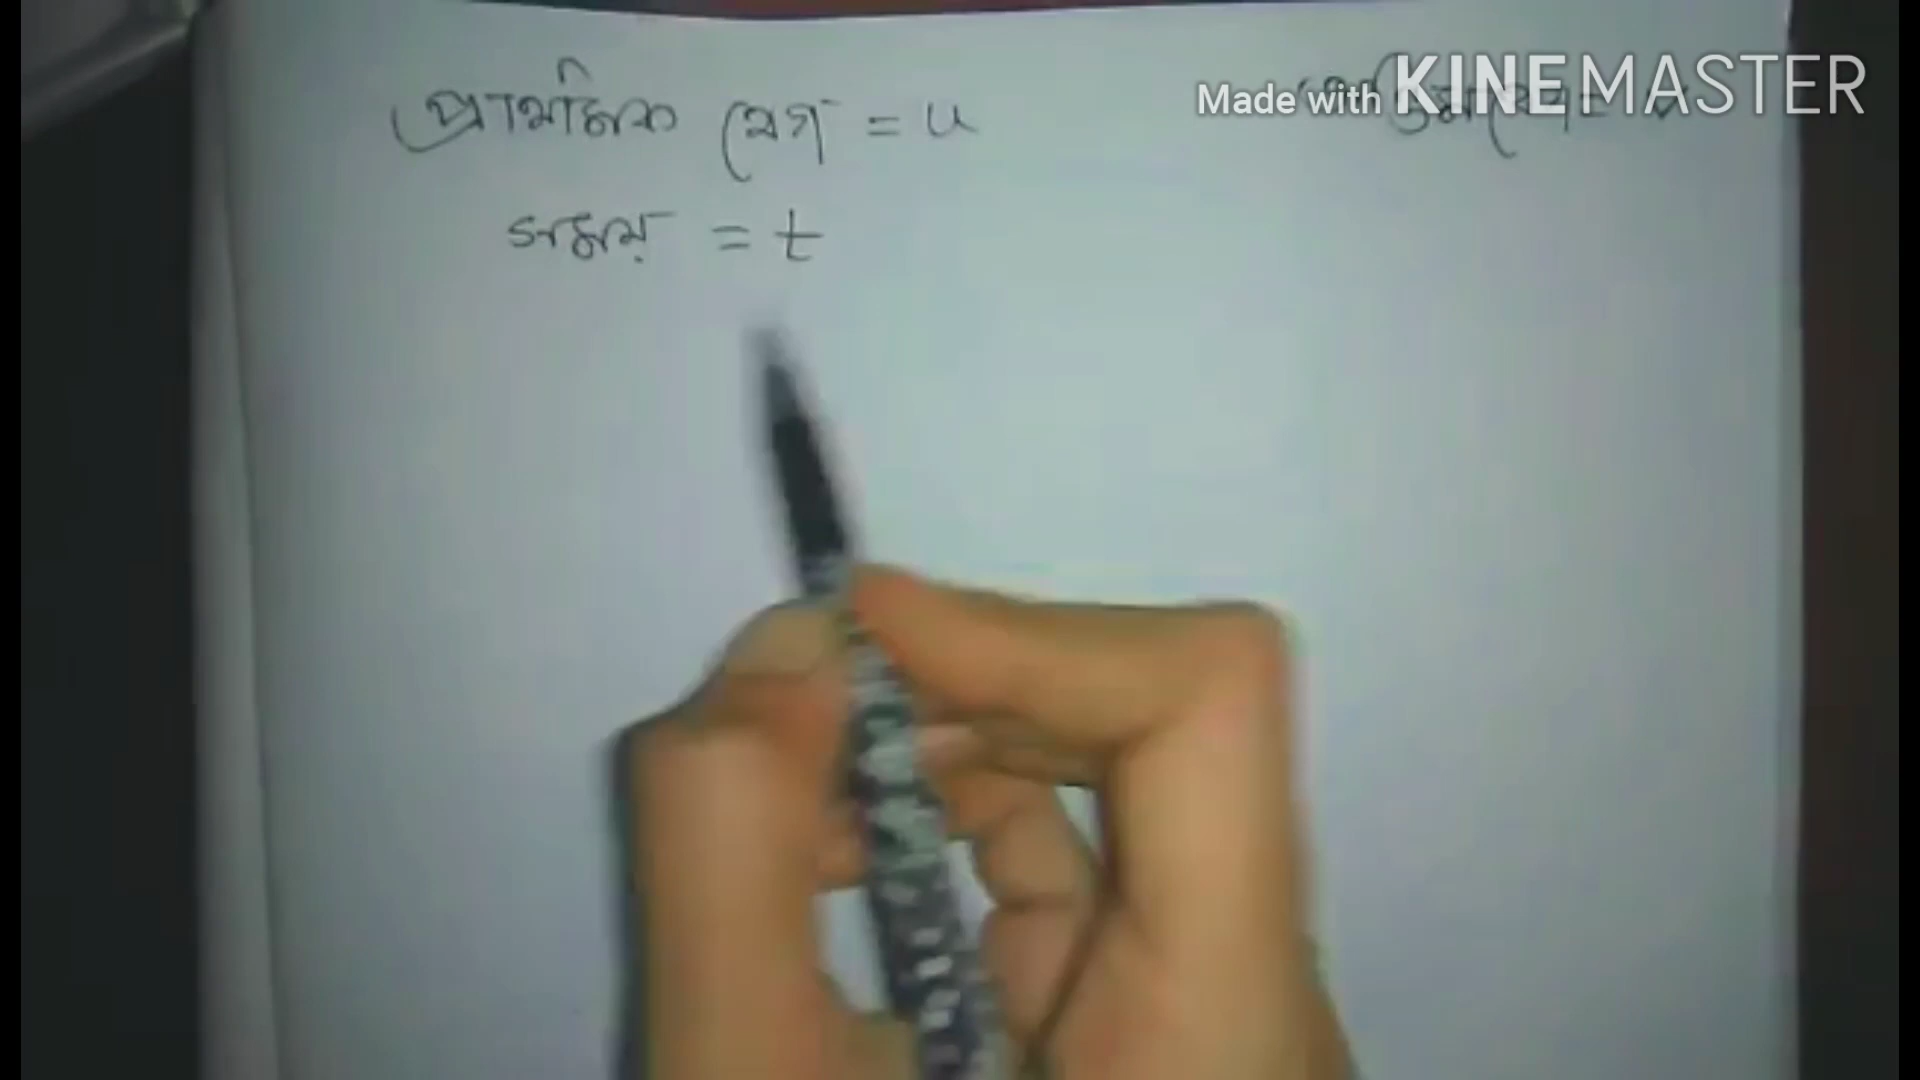 প্রাথমিক বেগ = u
Made with KINEMASTER
সময় = t